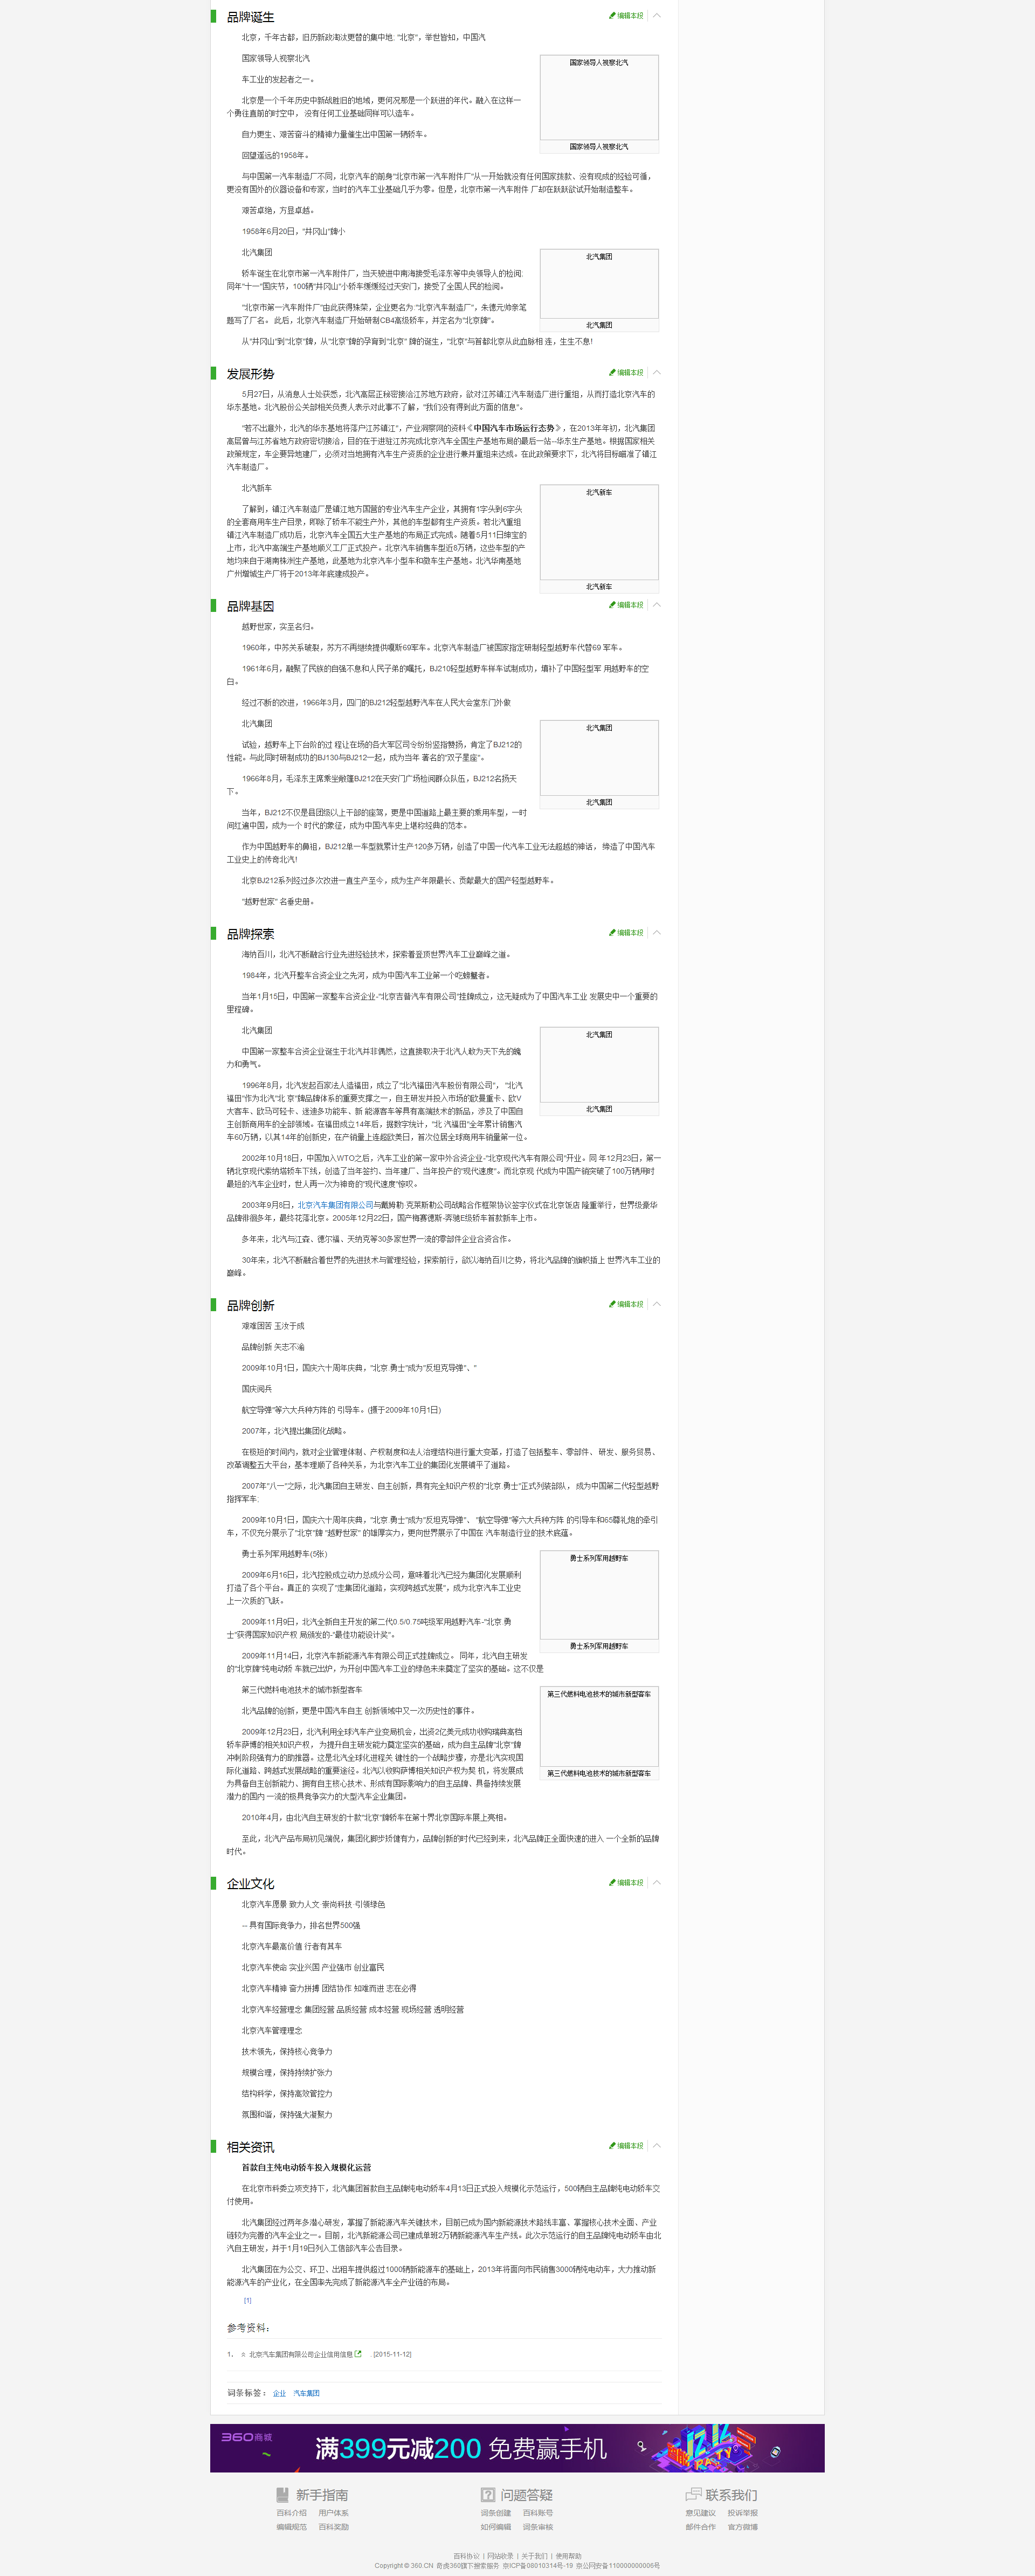 品牌诞生
编辑本段
北京，千年古都，旧历新政淘汰更替的集中地; "北京"，举世皆知，中国汽
国家领导人视察北汽
国家领导人视察北汽
国家领导人视察北汽
车工业的发起者之一。
北京是一个千年历史中新战胜旧的地域，更何况那是一个跃进的年代。融入在这样一
个勇往直前的时空中， 没有任何工业基础同样可以造车。
自力更生、艰苦奋斗的精神力量催生出中国第一辆轿车。
回望遥远的1958年。
与中国第一汽车制造厂不同，北京汽车的前身"北京市第一汽车附件厂"从一开始就没有任何国家拨款、没有现成的经验可循，
更没有国外的仪器设备和专家，当时的汽车工业基础几乎为零。但是，北京市第一汽车附件 厂却在跃跃欲试开始制造整车。
艰苦卓绝，方显卓越。
1958年6月20日，"井冈山"牌小
北汽集团
北汽集团
北汽集团
轿车诞生在北京市第一汽车附件厂，当天驶进中南海接受毛泽东等中央领导人的检阅;
同年"十一"国庆节，100辆"井冈山"小轿车缓缓经过天安门，接受了全国人民的检阅。
"北京市第一汽车附件厂"由此获得殊荣，企业更名为:"北京汽车制造厂"，朱德元帅亲笔
题写了厂名。 此后，北京汽车制造厂开始研制CB4高级轿车，并定名为"北京牌"。
从"井冈山"到"北京"牌，从"北京"牌的孕育到"北京" 牌的诞生，"北京"与首都北京从此血脉相 连，生生不息!
发展形势
编辑本段
5月27日，从消息人士处获悉，北汽高层正秘密接洽江苏地方政府，欲对江苏镇江汽车制造厂进行重组，从而打造北京汽车的
华东基地。北汽股份公关部相关负责人表示对此事不了解，"我们没有得到此方面的信息"。
"若不出意外，北汽的华东基地将落户江苏镇江"，产业洞察网的资料《中国汽车市场运行态势》，在2013年年初，北汽集团
高层曾与江苏省地方政府密切接洽，目的在于进驻江苏完成北京汽车全国生产基地布局的最后一站--华东生产基地。根据国家相关
政策规定，车企要异地建厂，必须对当地拥有汽车生产资质的企业进行兼并重组来达成。在此政策要求下，北汽将目标瞄准了镇江
汽车制造厂。
北汽新车
北汽新车
北汽新车
了解到，镇江汽车制造厂是镇江地方国营的专业汽车生产企业，其拥有1字头到6字头
的全套商用车生产目录，即除了轿车不能生产外，其他的车型都有生产资质。若北汽重组
镇江汽车制造厂成功后，北京汽车全国五大生产基地的布局正式完成。随着5月11日绅宝的
上市，北汽中高端生产基地顺义工厂正式投产。北京汽车销售车型近8万辆，这些车型的产
地均来自于湖南株洲生产基地，此基地为北京汽车小型车和微车生产基地。北汽华南基地
广州增城生产厂将于2013年年底建成投产。
品牌基因
编辑本段
越野世家，实至名归。
1960年，中苏关系破裂，苏方不再继续提供嘎斯69军车。北京汽车制造厂被国家指定研制轻型越野车代替69 军车。
1961年6月，融聚了民族的自强不息和人民子弟的嘱托，BJ210轻型越野车样车试制成功，填补了中国轻型军 用越野车的空
白。
经过不断的改进，1966年3月，四门的BJ212轻型越野汽车在人民大会堂东门外做
北汽集团
北汽集团
北汽集团
试验，越野车上下台阶的过 程让在场的各大军区司令纷纷竖指赞扬，肯定了BJ212的
性能。与此同时研制成功的BJ130与BJ212一起，成为当年 著名的"双子星座"。
1966年8月，毛泽东主席乘坐敞篷BJ212在天安门广场检阅群众队伍，BJ212名扬天
下。
当年，BJ212不仅是县团级以上干部的座驾，更是中国道路上最主要的乘用车型，一时
间红遍中国，成为一个 时代的象征，成为中国汽车史上堪称经典的范本。
作为中国越野车的鼻祖，BJ212单一车型就累计生产120多万辆，创造了中国一代汽车工业无法超越的神话， 缔造了中国汽车
工业史上的传奇北汽!
北京BJ212系列经过多次改进一直生产至今，成为生产年限最长、贡献最大的国产轻型越野车。
"越野世家" 名垂史册。
品牌探索
编辑本段
海纳百川，北汽不断融合行业先进经验技术，探索着登顶世界汽车工业巅峰之道。
1984年，北汽开整车合资企业之先河，成为中国汽车工业第一个吃螃蟹者。
当年1月15日，中国第一家整车合资企业-"北京吉普汽车有限公司"挂牌成立，这无疑成为了中国汽车工业 发展史中一个重要的
里程碑。
北汽集团
北汽集团
北汽集团
中国第一家整车合资企业诞生于北汽并非偶然，这直接取决于北汽人敢为天下先的魄
力和勇气。
1996年8月，北汽发起百家法人造福田，成立了"北汽福田汽车股份有限公司"， "北汽
福田"作为北汽"北 京"牌品牌体系的重要支撑之一，自主研发并投入市场的欧曼重卡、欧V
大客车、欧马可轻卡、迷迪多功能车、新 能源客车等具有高端技术的新品，涉及了中国自
主创新商用车的全部领域。在福田成立14年后，据数字统计，"北 汽福田"全年累计销售汽
车60万辆，以其14年的创新史，在产销量上连超欧美日，首次位居全球商用车销量第一位。
2002年10月18日，中国加入WTO之后，汽车工业的第一家中外合资企业-"北京现代汽车有限公司"开业。同 年12月23日，第一
辆北京现代索纳塔轿车下线，创造了当年签约、当年建厂、当年投产的"现代速度"。而北京现 代成为中国产销突破了100万辆用时
最短的汽车企业时，世人再一次为神奇的"现代速度"惊叹。
2003年9月8日，北京汽车集团有限公司与戴姆勒·克莱斯勒公司战略合作框架协议签字仪式在北京饭店 隆重举行，世界级豪华
品牌徘徊多年，最终花落北京。2005年12月22日，国产梅赛德斯-奔驰E级轿车首款新车上市。
多年来，北汽与江森、德尔福、天纳克等30多家世界一流的零部件企业合资合作。
30年来，北汽不断融合着世界的先进技术与管理经验，探索前行，欲以海纳百川之势，将北汽品牌的旗帜插上 世界汽车工业的
巅峰。
品牌创新
编辑本段
艰难困苦 玉汝于成
品牌创新 矢志不渝
2009年10月1日，国庆六十周年庆典，"北京·勇士"成为"反坦克导弹"、"
国庆阅兵
航空导弹"等六大兵种方阵的 引导车。(摄于2009年10月1日)
2007年，北汽提出集团化战略。
在极短的时间内，就对企业管理体制、产权制度和法人治理结构进行重大变革，打造了包括整车、零部件、 研发、服务贸易、
改革调整五大平台，基本理顺了各种关系，为北京汽车工业的集团化发展铺平了道路。
2007年"八一"之际，北汽集团自主研发、自主创新，具有完全知识产权的"北京·勇士"正式列装部队， 成为中国第二代轻型越野
指挥军车;
2009年10月1日，国庆六十周年庆典，"北京·勇士"成为"反坦克导弹"、 "航空导弹"等六大兵种方阵 的引导车和65尊礼炮的牵引
车，不仅充分展示了"北京"牌 "越野世家" 的雄厚实力，更向世界展示了中国在 汽车制造行业的技术底蕴。
勇士系列军用越野车(5张)
勇士系列军用越野车
勇士系列军用越野车
2009年6月16日，北汽控股成立动力总成分公司，意味着北汽已经为集团化发展顺利
打造了各个平台。真正的 实现了"走集团化道路，实现跨越式发展"，成为北京汽车工业史
上一次质的飞跃。
2009年11月9日，北汽全新自主开发的第二代0.5/0.75吨级军用越野汽车-"北京·勇
士"获得国家知识产权 局颁发的-"最佳功能设计奖"。
2009年11月14日，北京汽车新能源汽车有限公司正式挂牌成立。 同年，北汽自主研发
的"北京牌"纯电动轿 车就已出炉，为开创中国汽车工业的绿色未来奠定了坚实的基础。这不仅是
第三代燃料电池技术的城市新型客车
第三代燃料电池技术的城市新型客车
第三代燃料电池技术的城市新型客车
北汽品牌的创新，更是中国汽车自主 创新领域中又一次历史性的事件。
2009年12月23日，北汽利用全球汽车产业变局机会，出资2亿美元成功收购瑞典高档
轿车萨博的相关知识产权， 为提升自主研发能力奠定坚实的基础，成为自主品牌"北京"牌
冲刺阶段强有力的助推器。这是北汽全球化进程关 键性的一个战略步骤，亦是北汽实现国
际化道路、跨越式发展战略的重要途径。北汽以收购萨博相关知识产权为契 机，将发展成
为具备自主创新能力、拥有自主核心技术、形成有国际影响力的自主品牌、具备持续发展
潜力的国内 一流的极具竞争实力的大型汽车企业集团。
2010年4月，由北汽自主研发的十款"北京"牌轿车在第十界北京国际车展上亮相。
至此，北汽产品布局初见端倪，集团化脚步矫健有力，品牌创新的时代已经到来，北汽品牌正全面快速的进入 一个全新的品牌
时代。
企业文化
编辑本段
北京汽车愿景 致力人文·崇尚科技·引领绿色
-- 具有国际竞争力，排名世界500强
北京汽车最高价值 行者有其车
北京汽车使命 实业兴国 产业强市 创业富民
北京汽车精神 奋力拼搏 团结协作 知难而进 志在必得
北京汽车经营理念 集团经营 品质经营 成本经营 现场经营 透明经营
北京汽车管理理念
技术领先，保持核心竞争力
规模合理，保持持续扩张力
结构科学，保持高效管控力
氛围和谐，保持强大凝聚力
相关资讯
编辑本段
首款自主纯电动轿车投入规模化运营
在北京市科委立项支持下，北汽集团首款自主品牌纯电动轿车4月13日正式投入规模化示范运行，500辆自主品牌纯电动轿车交
付使用。
北汽集团经过两年多潜心研发，掌握了新能源汽车关键技术，目前已成为国内新能源技术路线丰富、掌握核心技术全面、产业
链较为完善的汽车企业之一。目前，北汽新能源公司已建成单班2万辆新能源汽车生产线。此次示范运行的自主品牌纯电动轿车由北
汽自主研发，并于1月19日列入工信部汽车公告目录。
北汽集团在为公交、环卫、出租车提供超过1000辆新能源车的基础上，2013年将面向市民销售3000辆纯电动车，大力推动新
能源汽车的产业化，在全国率先完成了新能源汽车全产业链的布局。
[1]
参考资料：
1． 北京汽车集团有限公司企业信用信息 ．[2015-11-12]
词条标签： 企业 汽车集团
360商城
满399元减200 免费赢手机
新手指南
百科介绍 用户体系
编辑规范 百科奖励
问题答疑
词条创建 百科账号
如何编辑 词条审核
联系我们
意见建议 投诉举报
邮件合作 官方微博
百科协议 | 网站收录 | 关于我们 | 使用帮助
Copyright © 360.CN 奇虎360旗下搜索服务 京ICP备08010314号-19 京公网安备110000000006号